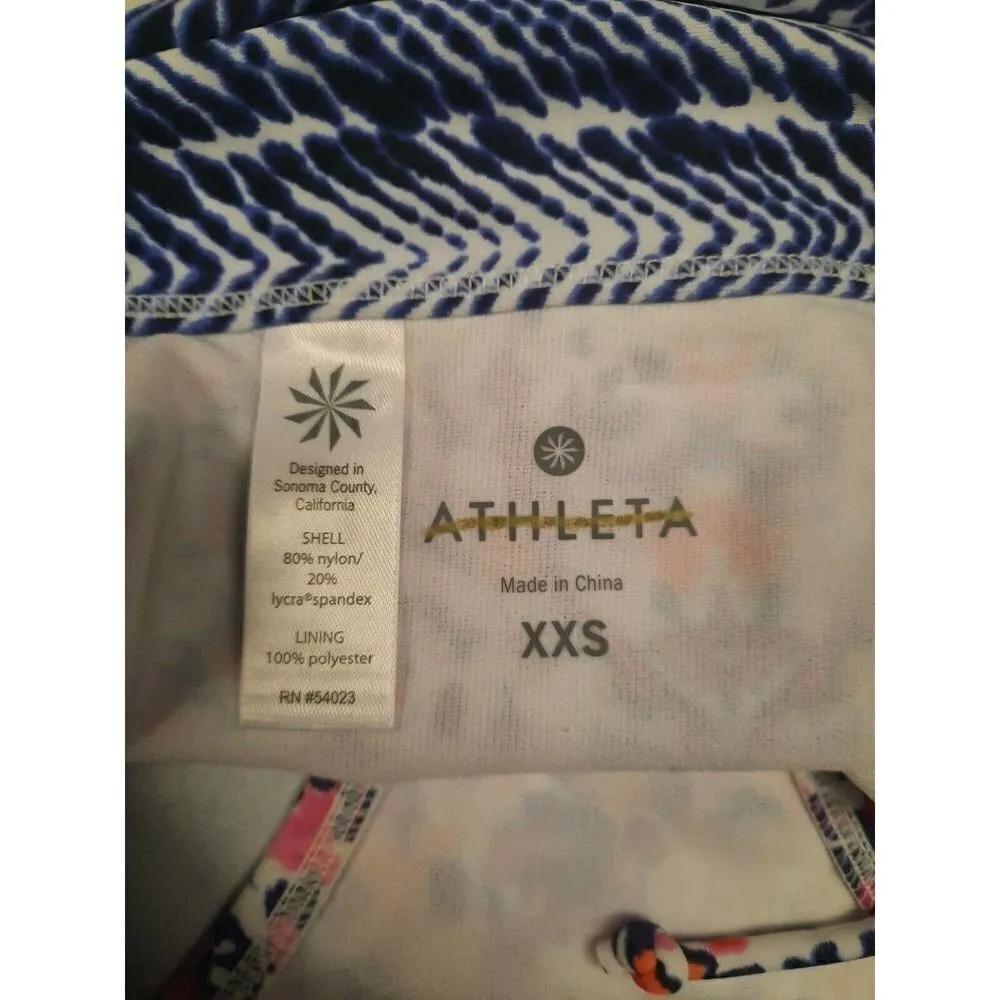 Designed in
Sonoma County,
California
SHELL
80% nylon/
20%
lycra®spandex
LINING
100% polyester
RN #54023
ATHLETA
Made in China
XXS